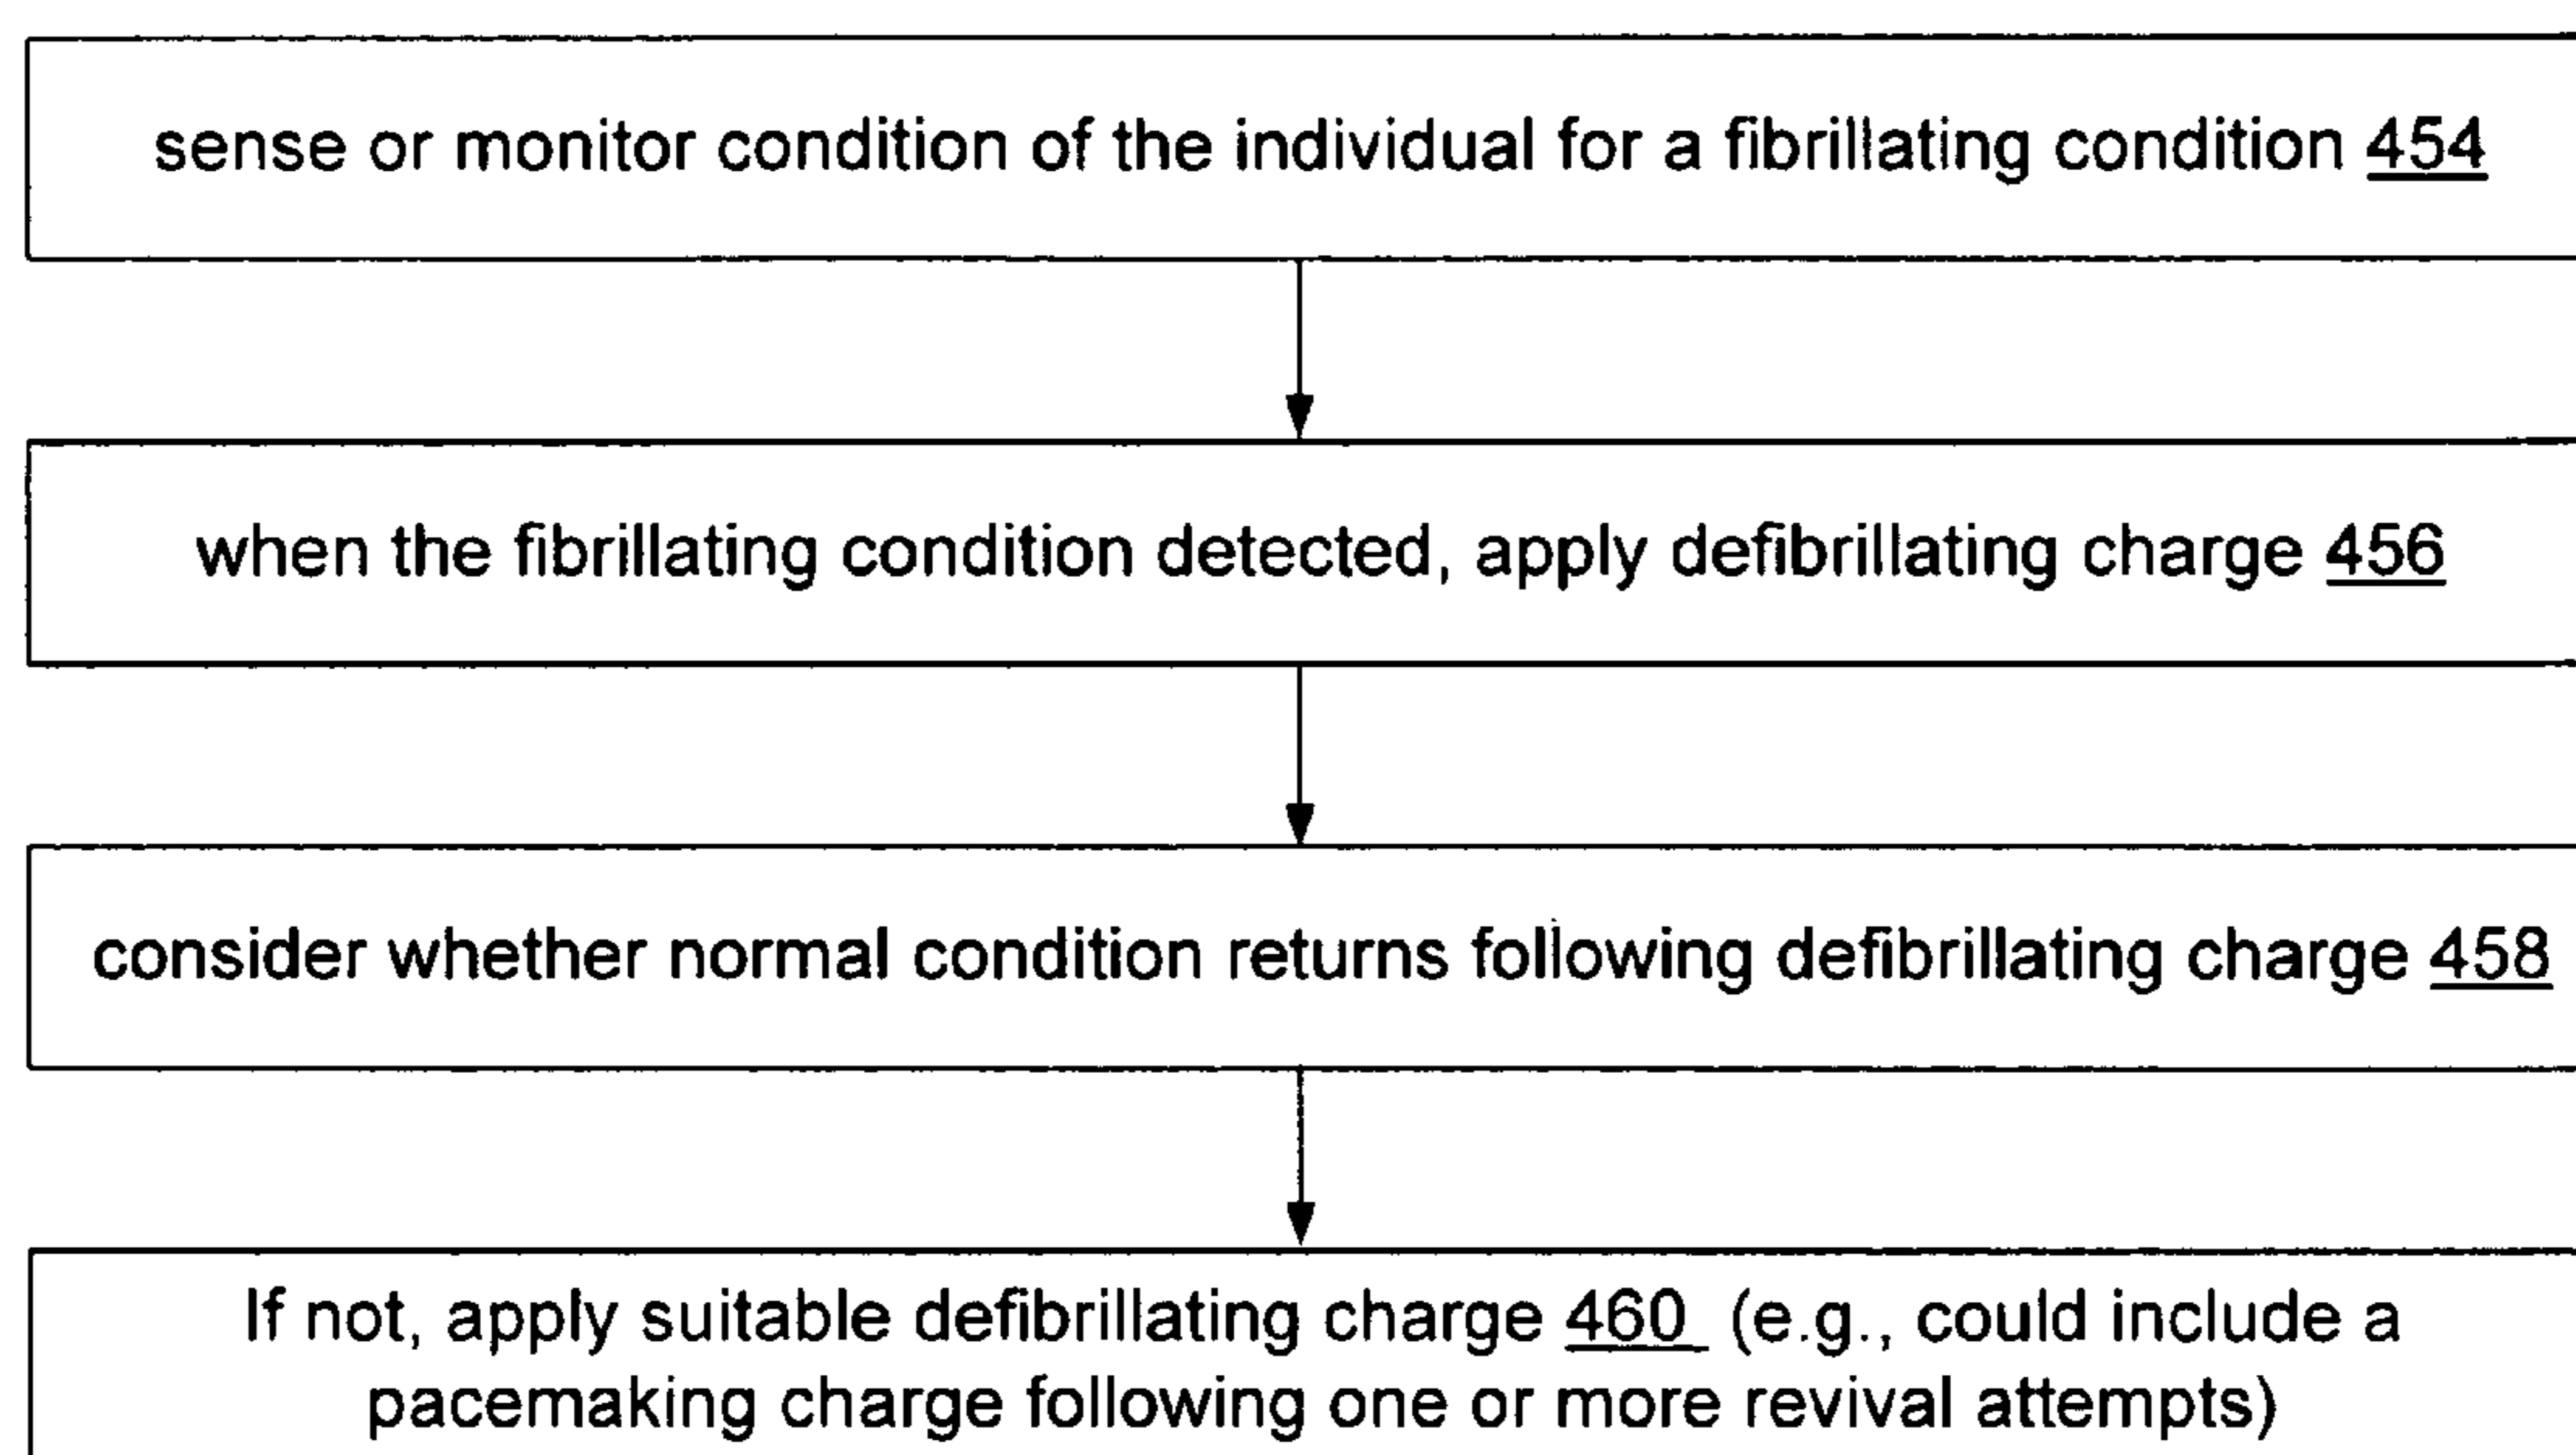 sense or monitor condition of the individual for a fibrillating condition 454
when the fibrillating condition detected, apply defibrillating charge 456
consider whether normal condition returns following defibrillating charge 458
If not, apply suitable defibrillating charge 460 (e.g., could include a
pacemaking charge following one or more revival attempts)